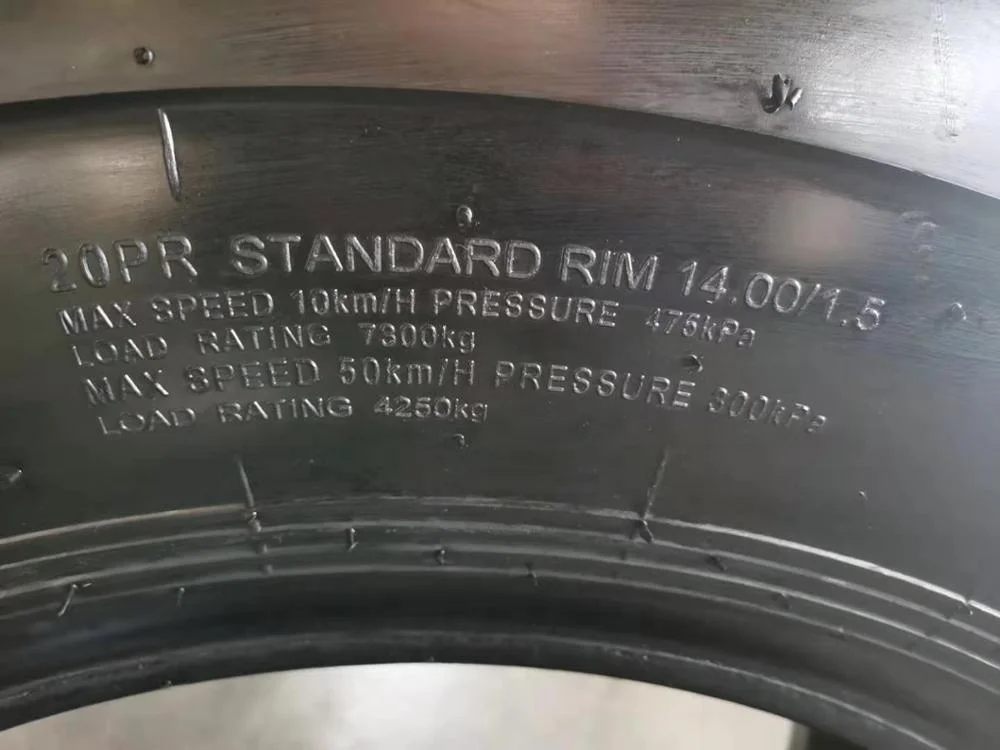 20PR STANDARD RIM 14.00/1.5
MAX SPEED 10km/H PRESSURE 475kPa
LOAD RATING 7300kg
MAX SPEED 50km/H PRESSURE 300kPa
LOAD RATING 4250kg